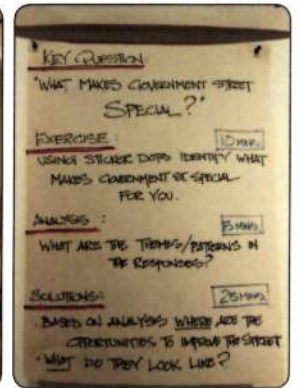 KEY QUESTION:
"WHAT MAKES GOVERNMENT STREET
SPECIAL?"
EXERCISE:
10 MINS.
USING STICKER DOTS IDENTIFY WHAT
MAKES GOVERNMENT ST SPECIAL
FOR YOU.
ANALYSIS:
MINS.
WHAT ARE THE THEMES/PATTERNS IN
THE RESPONSES?
SOLUTIONS:
25 MINS
• BASED ON ANALYSIS WHERE ARE THE
OPPORTUNITIES TO IMPROVE THE STREET
• WHAT DO THEY LOOK LIKE?